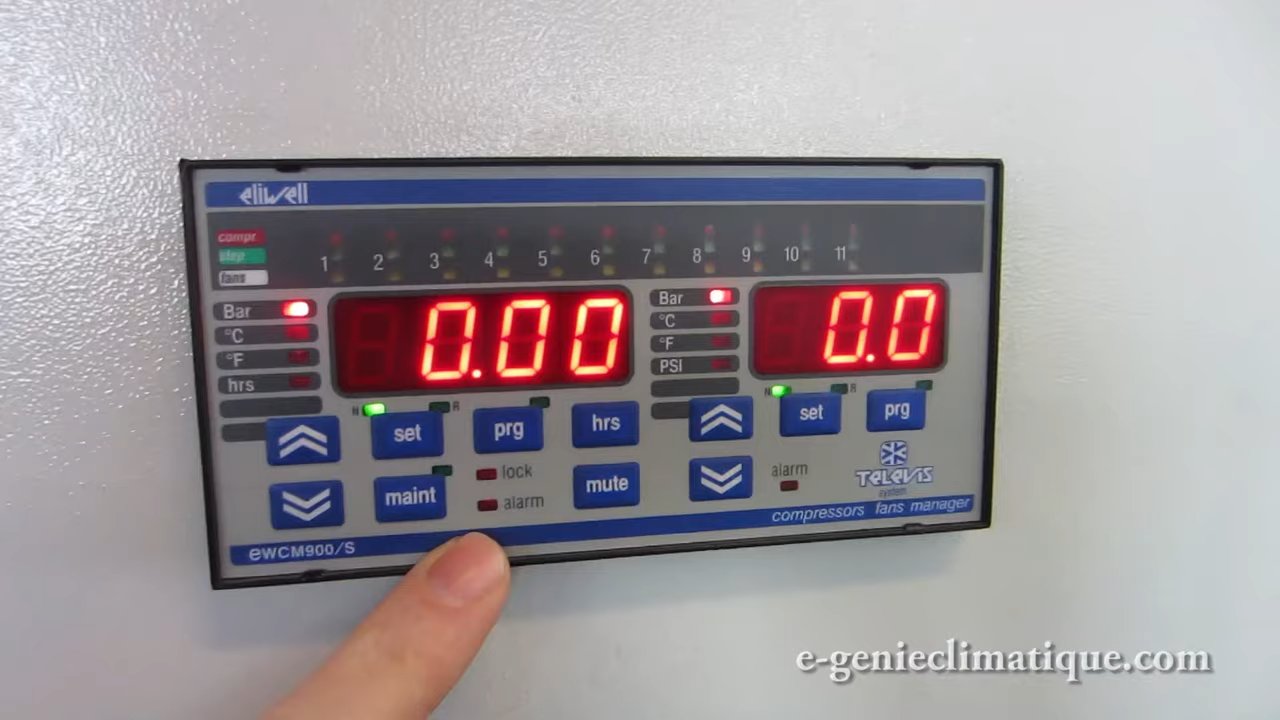 eliwell
compr
step
fans
1 2 3 4 5 6 7 8 9 10 11
Bar
°C
°F
hrs
0.00
Bar
°C
°F
PSI
0.0
N R
set
prg
hrs
maint
lock
alarm
mute
N R
set
prg
alarm
TELEVIS
system
compressors fans manager
eWCM900/S
e-genieclimatique.com